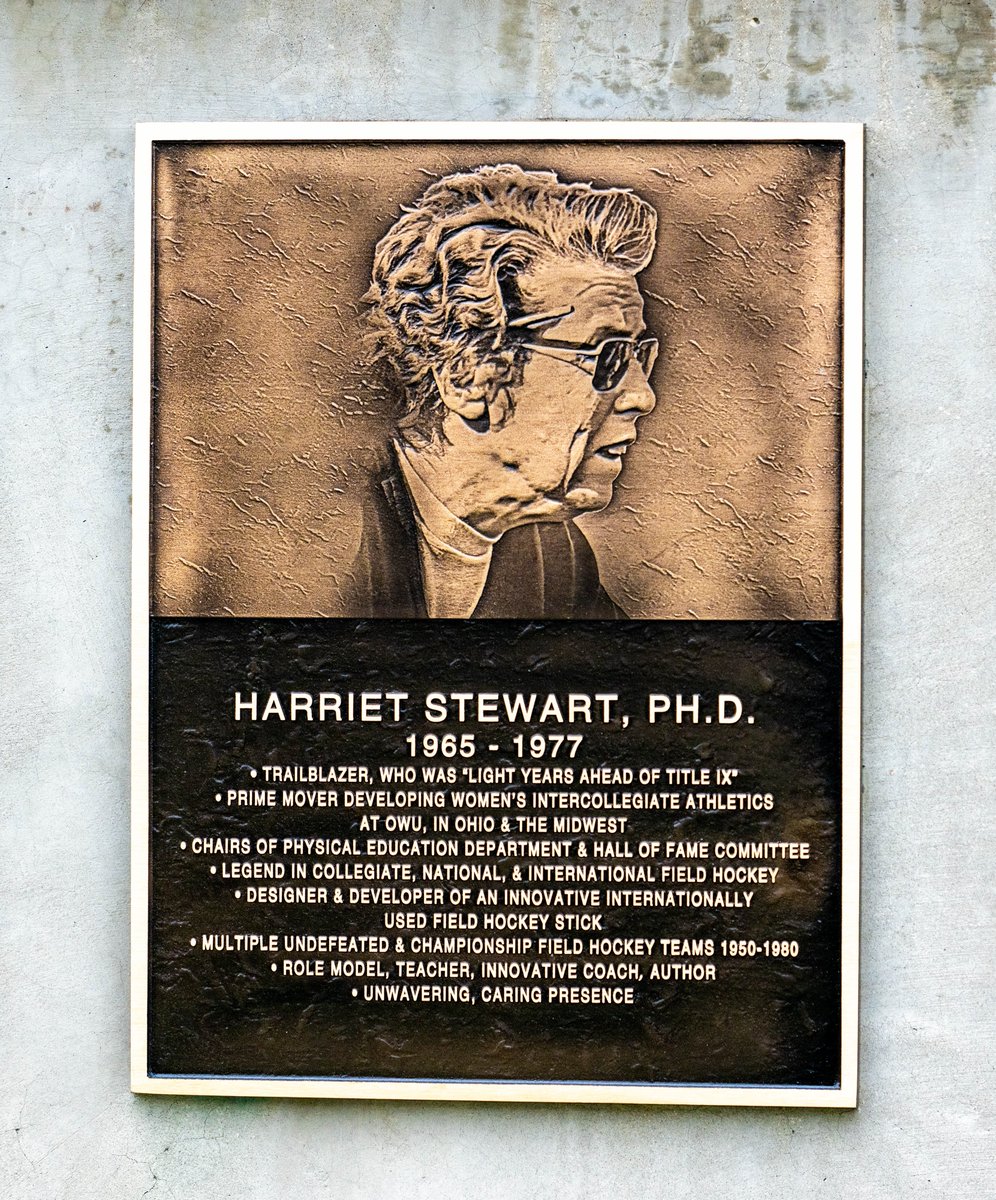 HARRIET STEWART, PH.D.
1965 - 1977
• TRAILBLAZER, WHO WAS "LIGHT YEARS AHEAD OF TITLE IX"
• PRIME MOVER DEVELOPING WOMEN'S INTERCOLLEGIATE ATHLETICS
AT OWU, IN OHIO & THE MIDWEST
• CHAIRS OF PHYSICAL EDUCATION DEPARTMENT & HALL OF FAME COMMITTEE
• LEGEND IN COLLEGIATE, NATIONAL, & INTERNATIONAL FIELD HOCKEY
• DESIGNER & DEVELOPER OF AN INNOVATIVE INTERNATIONALLY
USED FIELD HOCKEY STICK
• MULTIPLE UNDEFEATED & CHAMPIONSHIP FIELD HOCKEY TEAMS 1950-1980
• ROLE MODEL, TEACHER, INNOVATIVE COACH, AUTHOR
• UNWAVERING, CARING PRESENCE